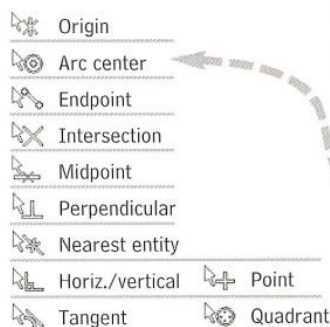 Origin
Arc center
Endpoint
Intersection
Midpoint
Perpendicular
Nearest entity
Horiz./vertical Point
Tangent Quadrant